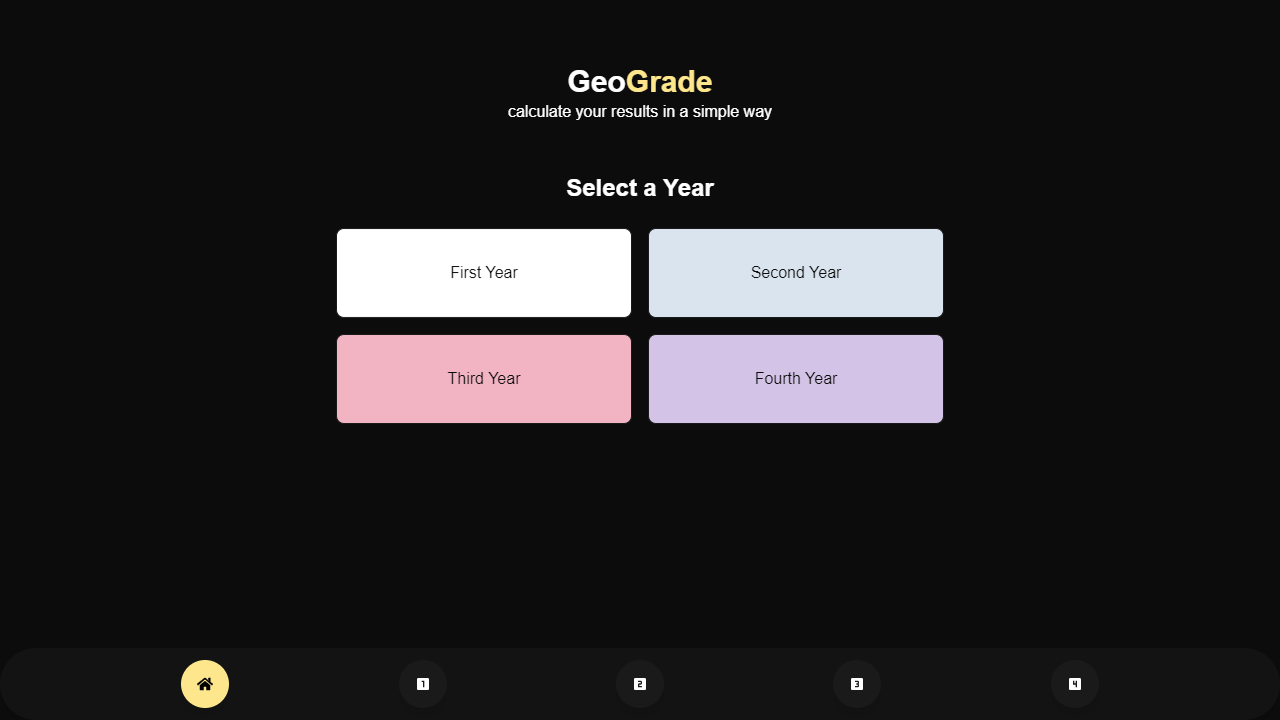 GeoGrade
calculate your results in a simple way
Select a Year
First Year
Second Year
Third Year
Fourth Year
1
2
3
4